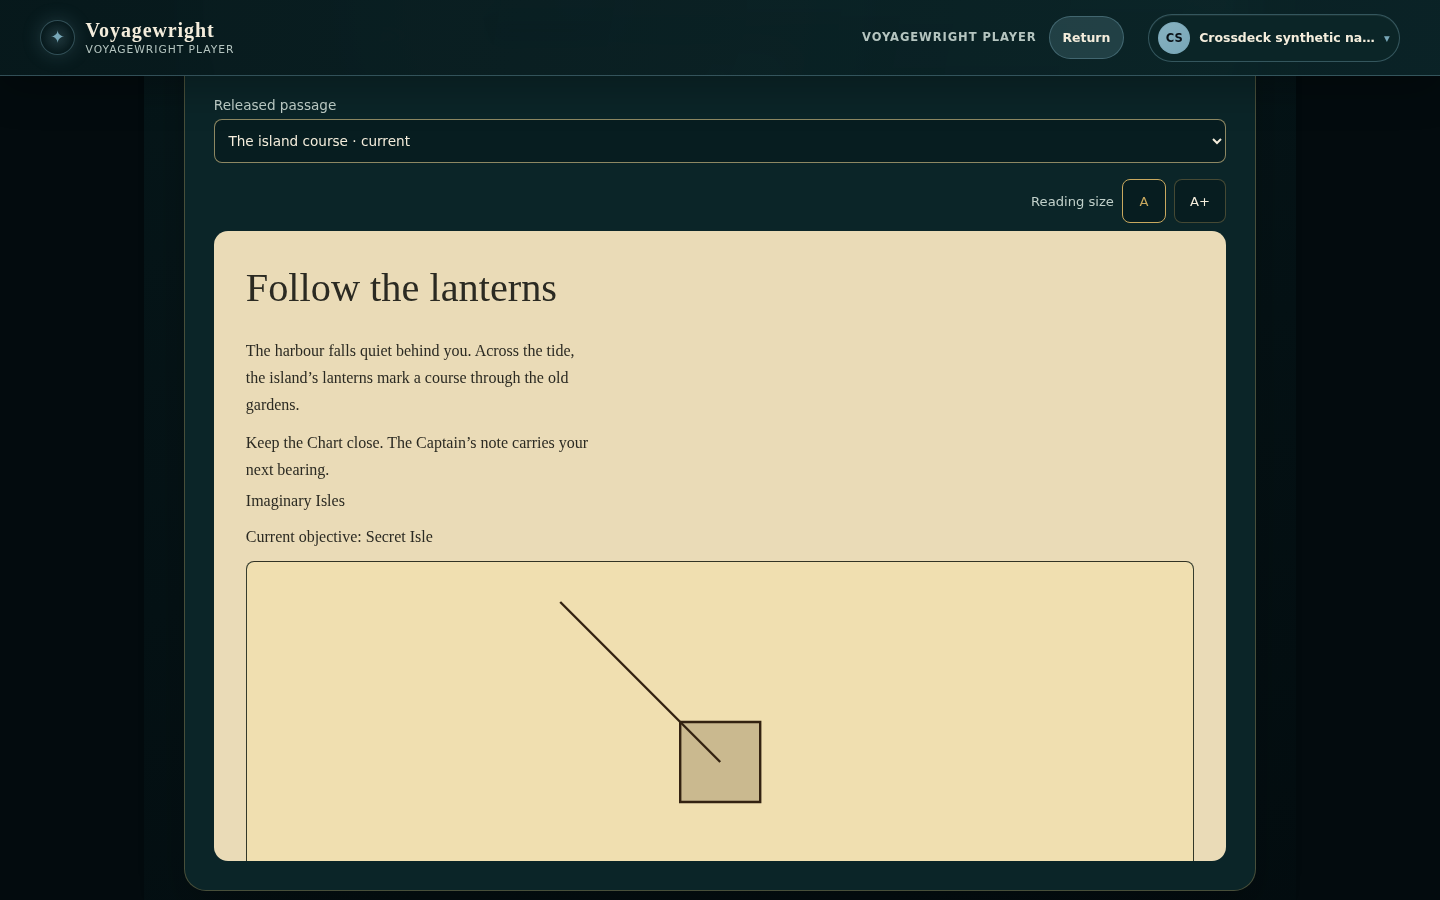 Voyagewright
VOYAGEWRIGHT PLAYER
VOYAGEWRIGHT PLAYER
Return
CS
Crossdeck synthetic na…
Released passage
The island course · current
Reading size
A
A+
Follow the lanterns
The harbour falls quiet behind you. Across the tide,
the island’s lanterns mark a course through the old
gardens.
Keep the Chart close. The Captain’s note carries your
next bearing.
Imaginary Isles
Current objective: Secret Isle